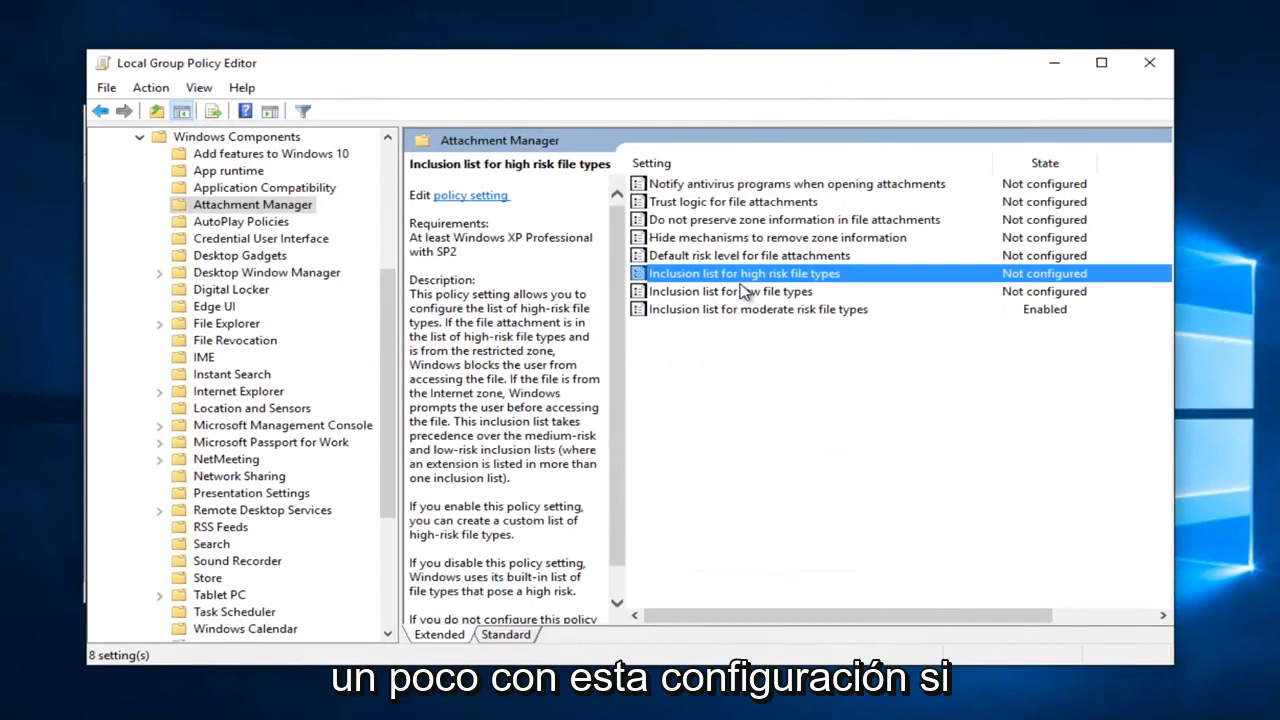 Local Group Policy Editor
File Action View Help
Windows Components
Add features to Windows 10
App runtime
Application Compatibility
Attachment Manager
AutoPlay Policies
Credential User Interface
Desktop Gadgets
Desktop Window Manager
Digital Locker
Edge UI
File Explorer
File Revocation
IME
Instant Search
Internet Explorer
Location and Sensors
Microsoft Management Console
Microsoft Passport for Work
NetMeeting
Network Sharing
Presentation Settings
Remote Desktop Services
RSS Feeds
Search
Sound Recorder
Store
Tablet PC
Task Scheduler
Windows Calendar
Attachment Manager
Inclusion list for high risk file types
Edit policy setting
Requirements:
At least Windows XP Professional
with SP2
Description:
This policy setting allows you to
configure the list of high-risk file
types. If the file attachment is in
the list of high-risk file types and
is from the restricted zone,
Windows blocks the user from
accessing the file. If the file is from
the Internet zone, Windows
prompts the user before accessing
the file. This inclusion list takes
precedence over the medium-risk
and low-risk inclusion lists (where
an extension is listed in more than
one inclusion list).
If you enable this policy setting,
you can create a custom list of
high-risk file types.
If you disable this policy setting,
Windows uses its built-in list of
file types that pose a high risk.
If you do not configure this policy
Setting State
Notify antivirus programs when opening attachments Not configured
Trust logic for file attachments Not configured
Do not preserve zone information in file attachments Not configured
Hide mechanisms to remove zone information Not configured
Default risk level for file attachments Not configured
Inclusion list for high risk file types Not configured
Inclusion list for file types Not configured
Inclusion list for moderate risk file types Enabled
Extended Standard
8 setting(s)
un poco con esta configuración si